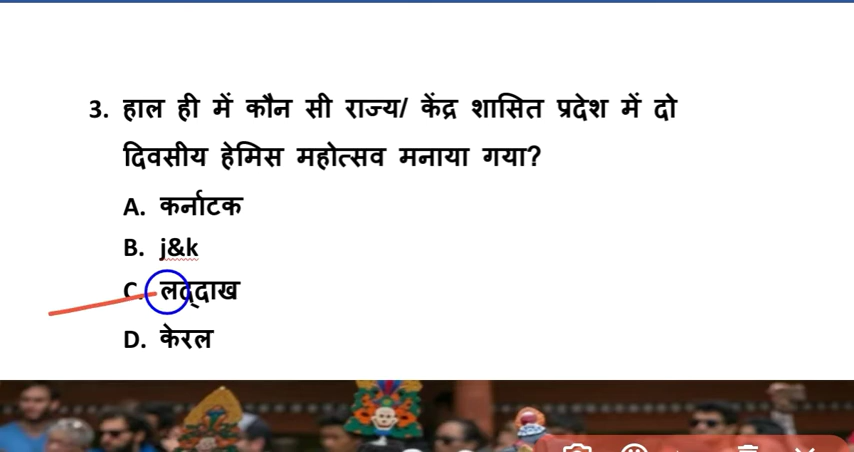 3. हाल ही में कौन सी राज्य/ केंद्र शासित प्रदेश में दो
दिवसीय हेमिस महोत्सव मनाया गया?
A. कर्नाटक
B. j&k
C. लद्दाख
D. केरल